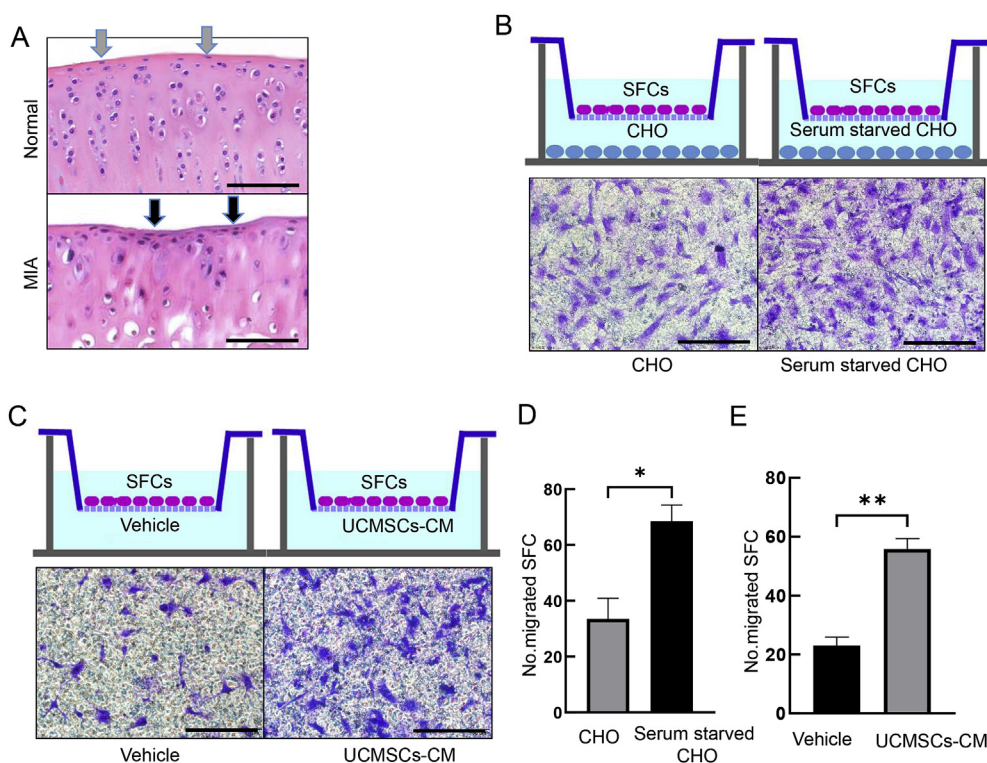 A
Normal
MIA
B
SFCs
CHO
SFCs
Serum starved CHO
CHO
Serum starved CHO
C
SFCs
Vehicle
SFCs
UCMSCs-CM
Vehicle
UCMSCs-CM
D
No.migrated SFC
80
60
40
20
0
*
CHO
Serum starved
CHO
E
No.migrated SFC
80
60
40
20
0
**
Vehicle
UCMSCs-CM